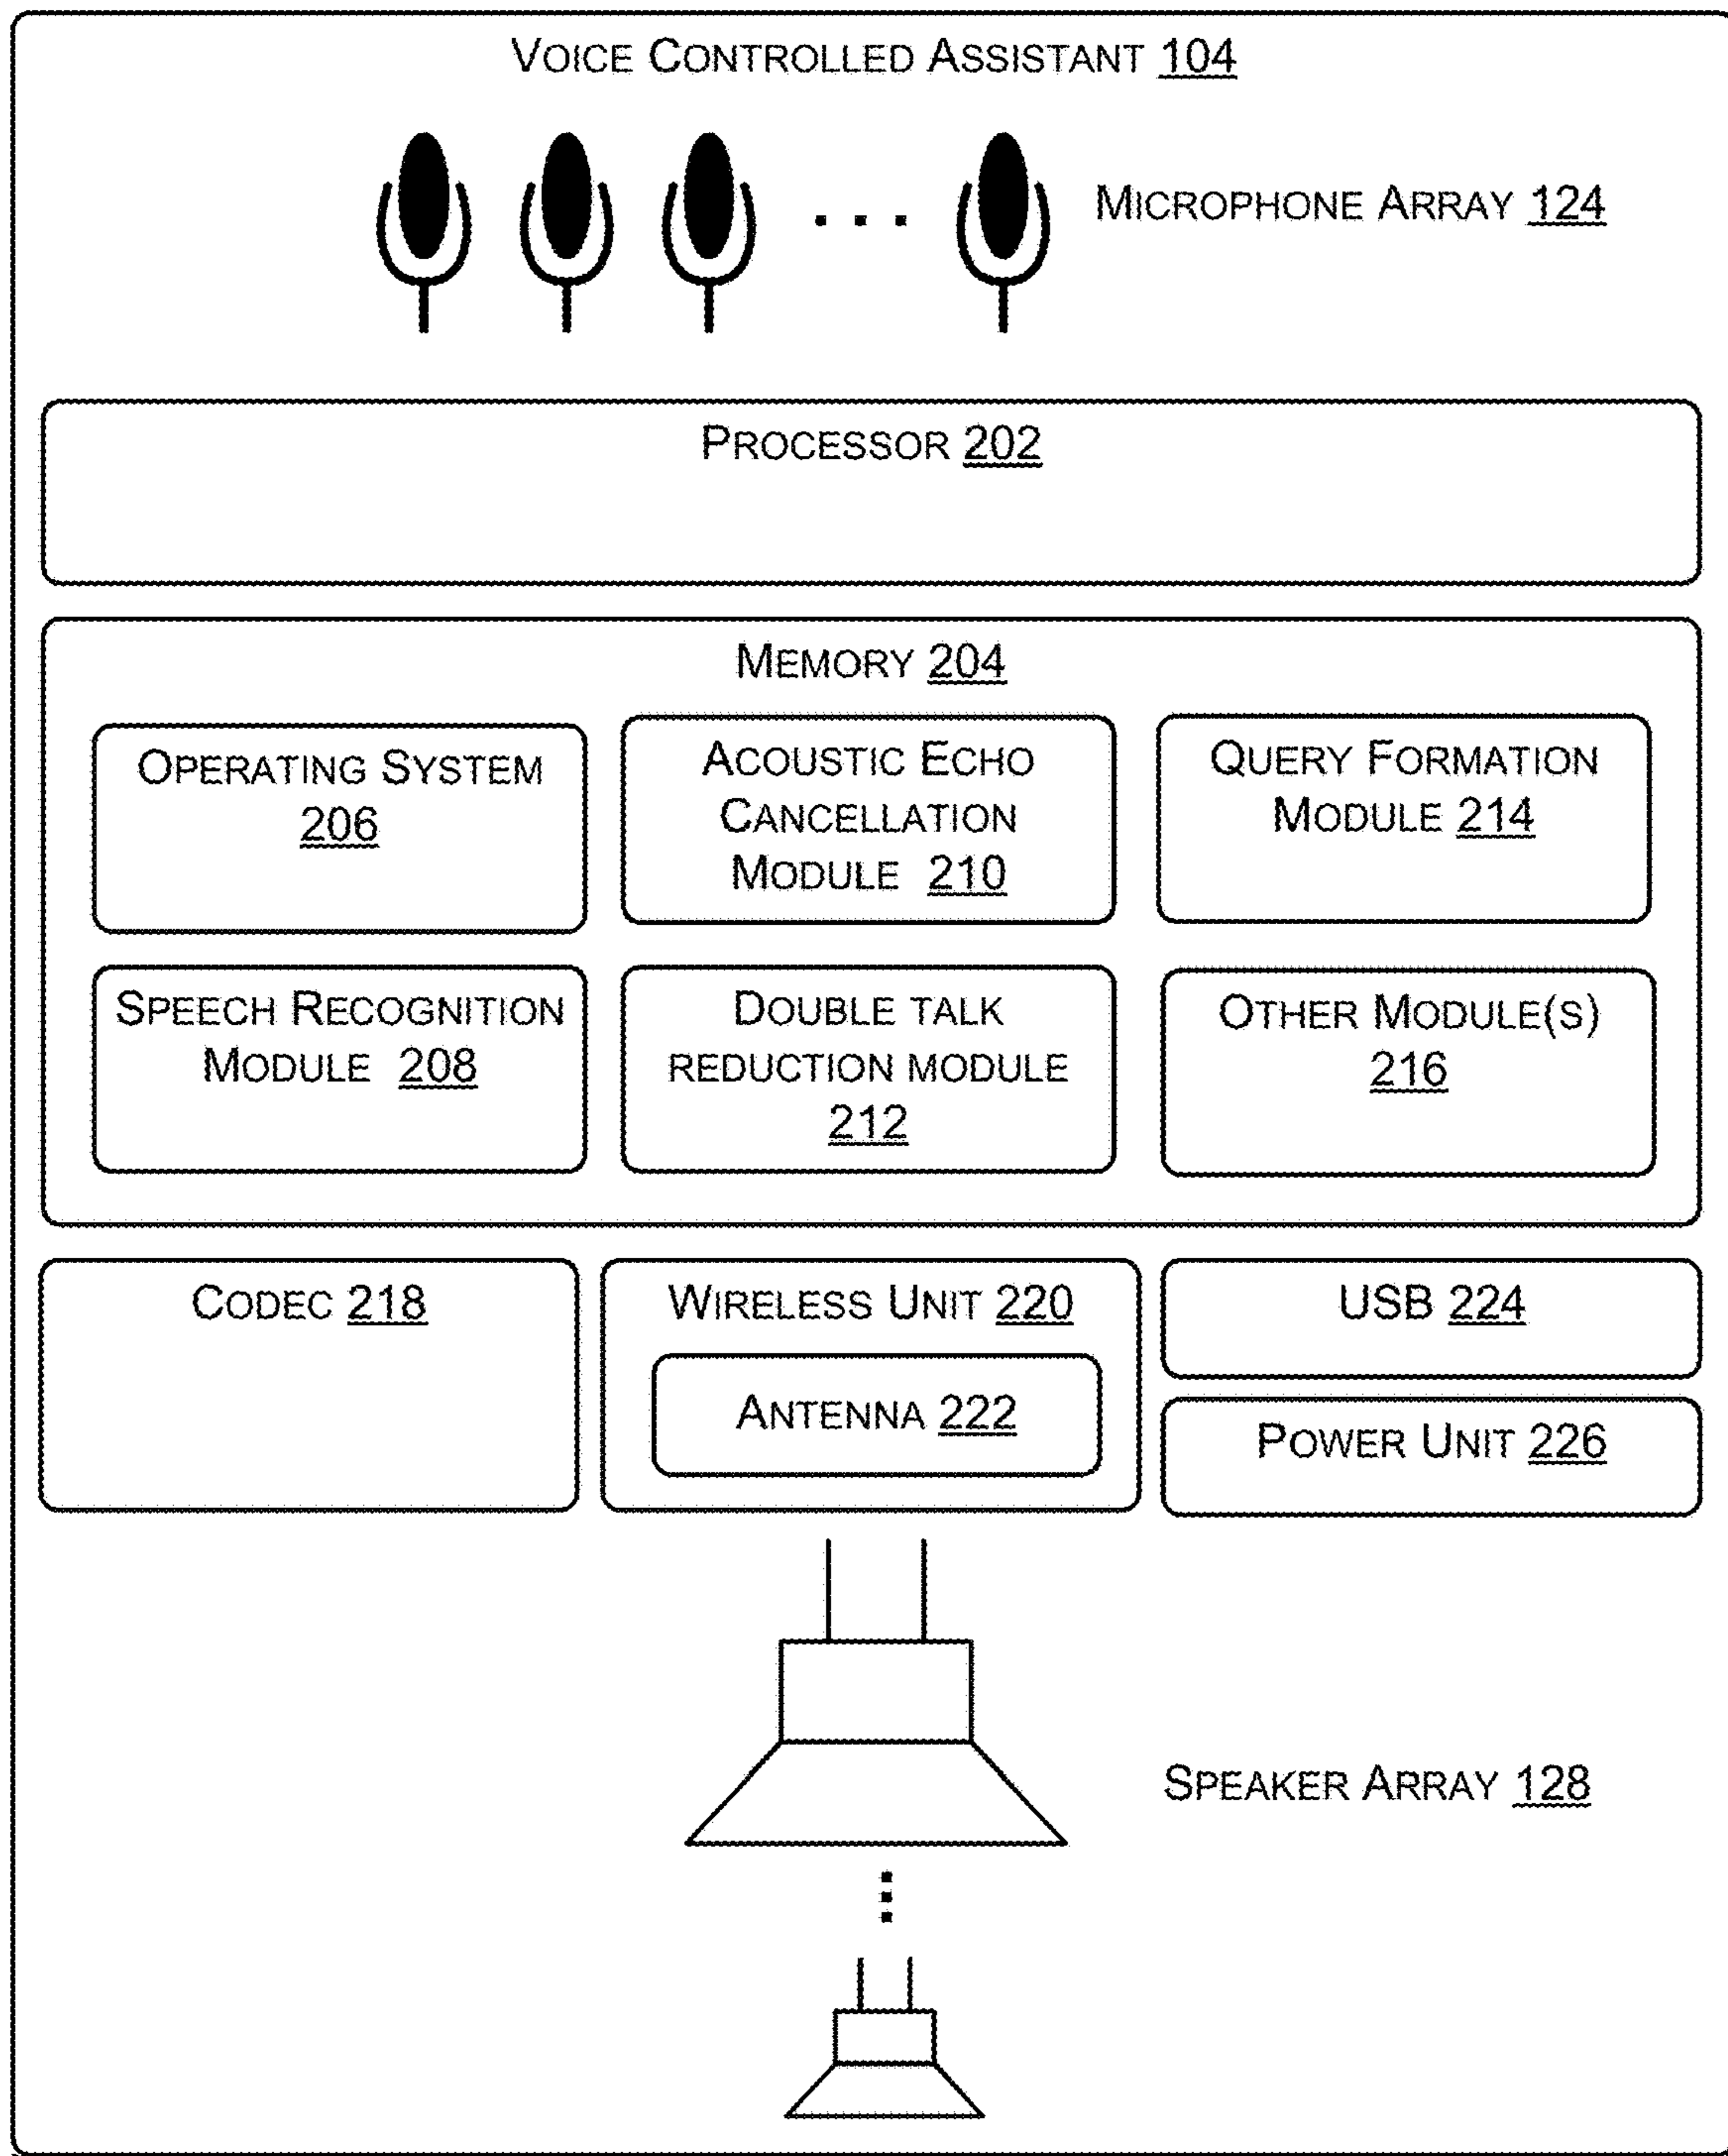 VOICE CONTROLLED ASSISTANT 104
MICROPHONE ARRAY 124
PROCESSOR 202
MEMORY 204
OPERATING SYSTEM
206
ACOUSTIC ECHO
CANCELLATION
MODULE 210
QUERY FORMATION
MODULE 214
SPEECH RECOGNITION
MODULE 208
DOUBLE TALK
REDUCTION MODULE
212
OTHER MODULE(S)
216
CODEC 218
WIRELESS UNIT 220
ANTENNA 222
USB 224
POWER UNIT 226
SPEAKER ARRAY 128